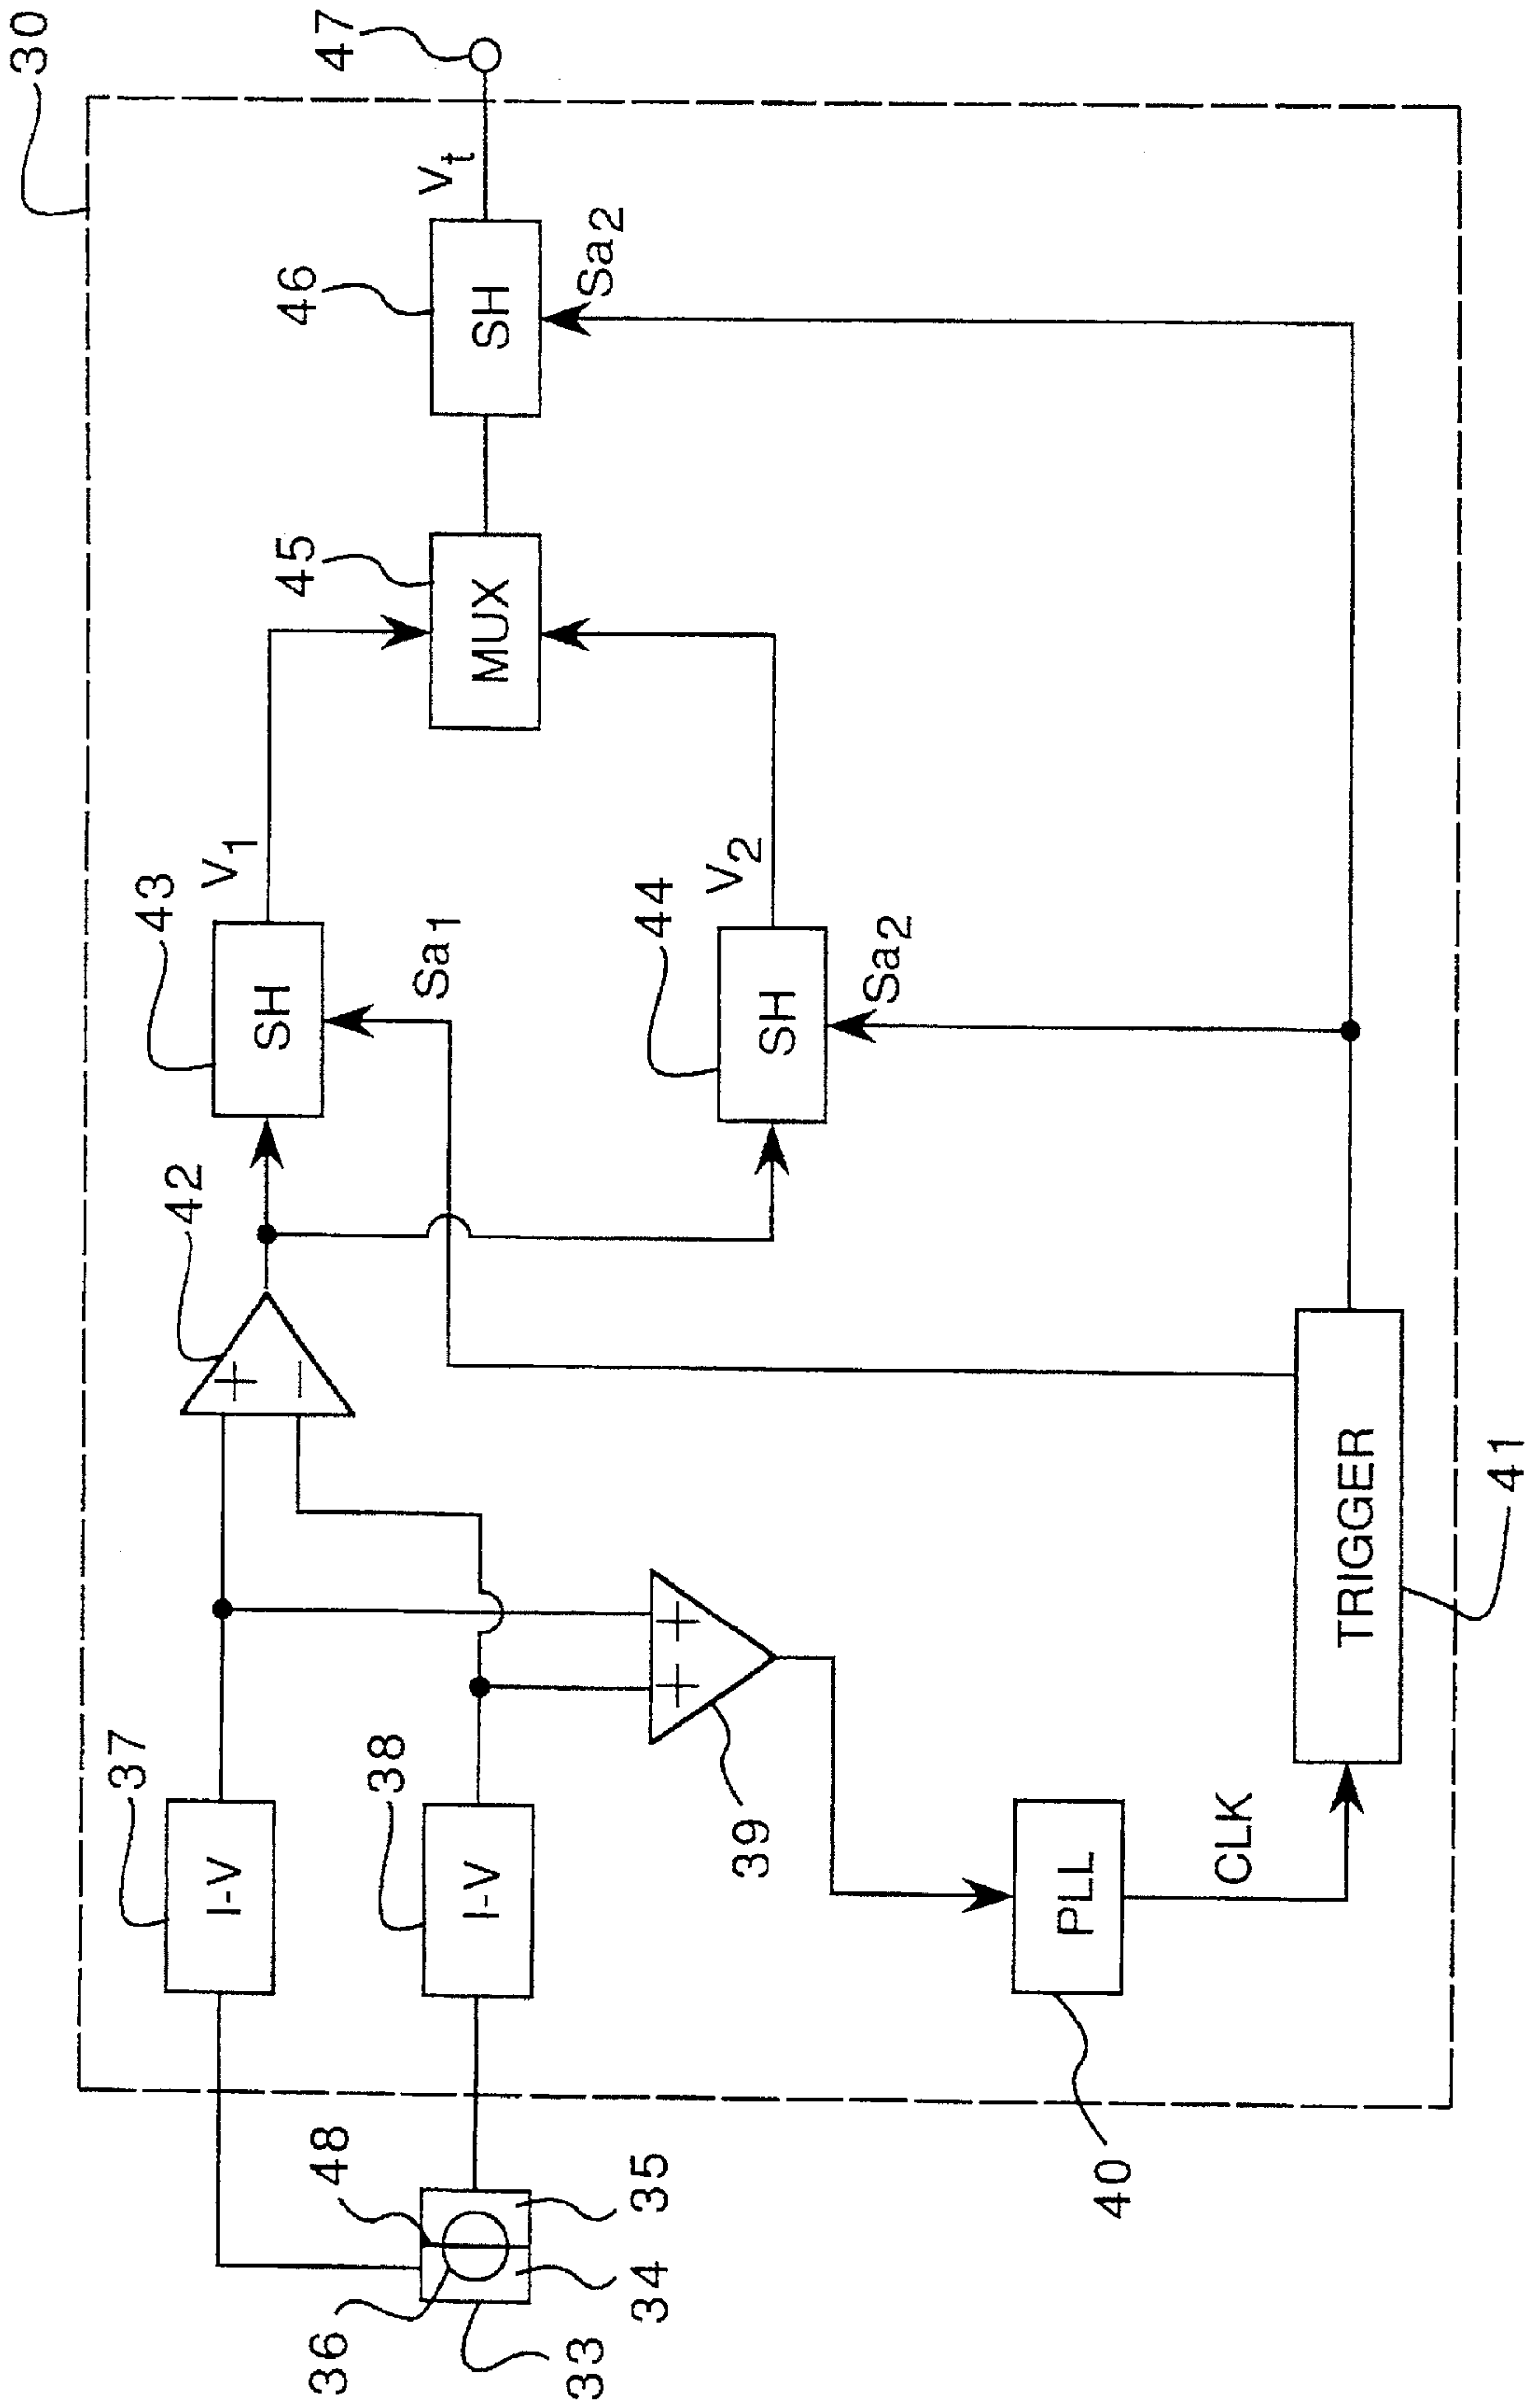 30
47
Vt
46
SH
Sa2
45
MUX
43
V1
SH
Sa1
44
V2
SH
Sa2
42
+
−
37
I-V
38
I-V
+
+
39
PLL
CLK
40
TRIGGER
41
48
35
34
36
33